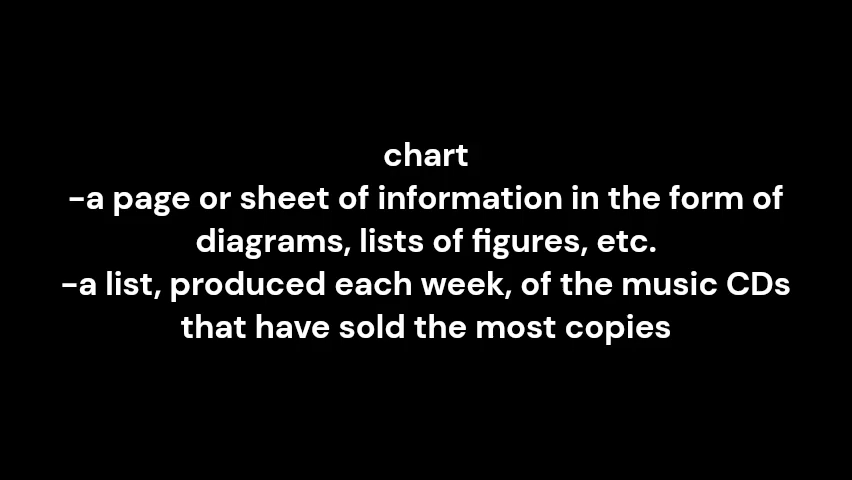 chart
-a page or sheet of information in the form of
diagrams, lists of figures, etc.
-a list, produced each week, of the music CDs
that have sold the most copies